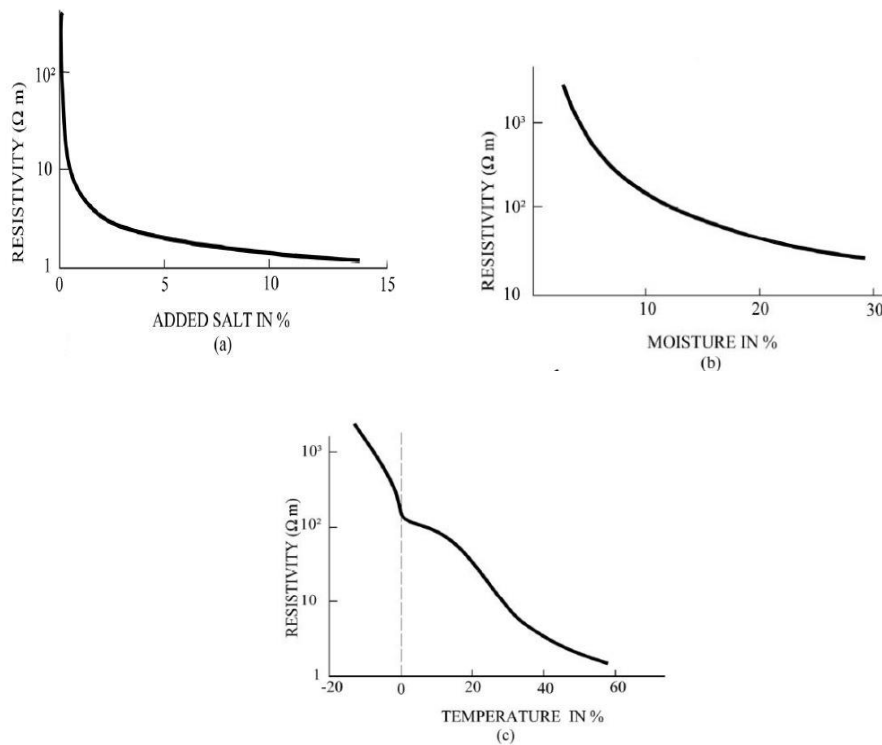 RESISTIVITY (Ω m)
10²
10
1
0
5
10
15
ADDED SALT IN %
(a)
RESISTIVITY (Ω m)
10³
10²
10
10
20
30
MOISTURE IN %
(b)
RESISTIVITY (Ω m)
10³
10²
10
1
-20
0
20
40
60
TEMPERATURE IN %
(c)